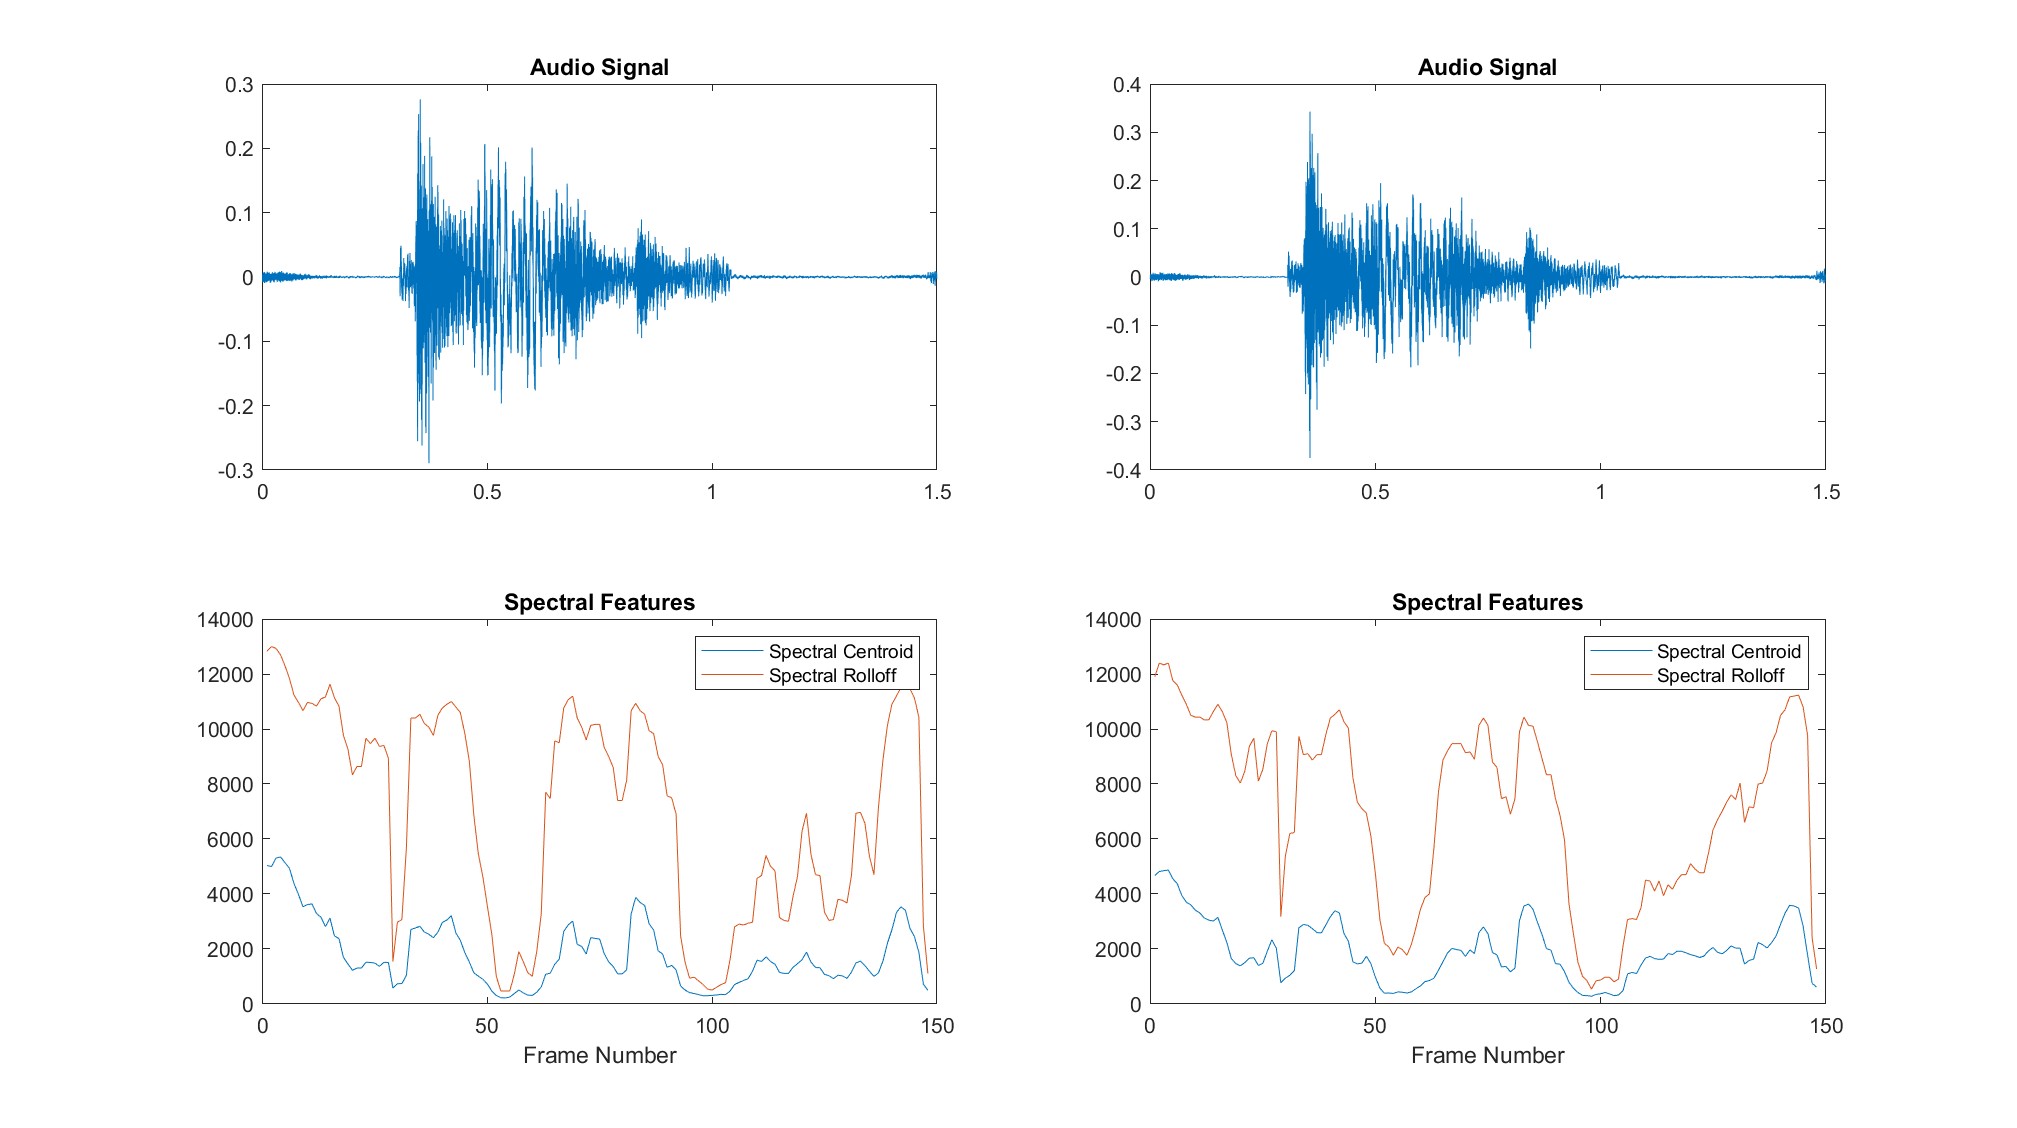 Audio Signal
0.3
0.2
0.1
0
-0.1
-0.2
-0.3
0 0.5 1 1.5
Audio Signal
0.4
0.3
0.2
0.1
0
-0.1
-0.2
-0.3
-0.4
0 0.5 1 1.5
Spectral Features
14000
12000
10000
8000
6000
4000
2000
0
Spectral Centroid
Spectral Rolloff
0 50 100 150
Frame Number
Spectral Features
14000
12000
10000
8000
6000
4000
2000
0
Spectral Centroid
Spectral Rolloff
0 50 100 150
Frame Number